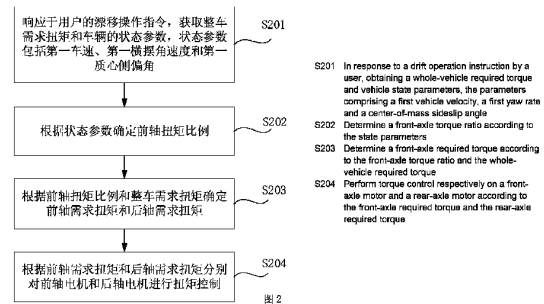 响应于用户的漂移操作指令，获取整车
需求扭矩和车辆的状态参数，状态参数
包括第一车速、第一横摆角速度和第一
质心侧偏角
S201
根据状态参数确定前轴扭矩比例
S202
根据前轴扭矩比例和整车需求扭矩确定
前轴需求扭矩和后轴需求扭矩
S203
根据前轴需求扭矩和后轴需求扭矩分别
对前轴电机和后轴电机进行扭矩控制
S204
图2
S201 In response to a drift operation instruction by a
user, obtaining a whole-vehicle required torque
and vehicle state parameters, the parameters
comprising a first vehicle velocity, a first yaw rate
and a center-of-mass sideslip angle
S202 Determine a front-axle torque ratio according to
the state parameters
S203 Determine a front-axle required torque according
to the front-axle torque ratio and the whole-
vehicle required torque
S204 Perform torque control respectively on a front-
axle motor and a rear-axle motor according to
the front-axle required torque and the rear-axle
required torque